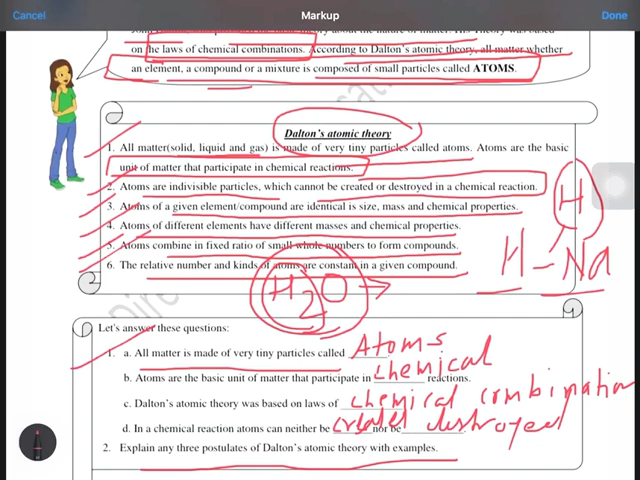 Cancel
Markup
Done
on the laws of chemical combinations. According to Dalton's atomic theory, all matter whether
an element, a compound or a mixture is composed of small particles called ATOMS.
Dalton's atomic theory
1. All matter(solid, liquid and gas) is made of very tiny particles called atoms. Atoms are the basic
unit of matter that participate in chemical reactions.
2. Atoms are indivisible particles, which cannot be created or destroyed in a chemical reaction.
3. Atoms of a given element/compound are identical is size, mass and chemical properties.
4. Atoms of different elements have different masses and chemical properties.
5. Atoms combine in fixed ratio of small whole numbers to form compounds.
6. The relative number and kinds of atoms are constant in a given compound.
H
H - Na
H2O →
Let's answer these questions:
1. a. All matter is made of very tiny particles called Atoms
b. Atoms are the basic unit of matter that participate in chemical reactions.
c. Dalton's atomic theory was based on laws of chemical combination
d. In a chemical reaction atoms can neither be created nor be destroyed
2. Explain any three postulates of Dalton's atomic theory with examples.